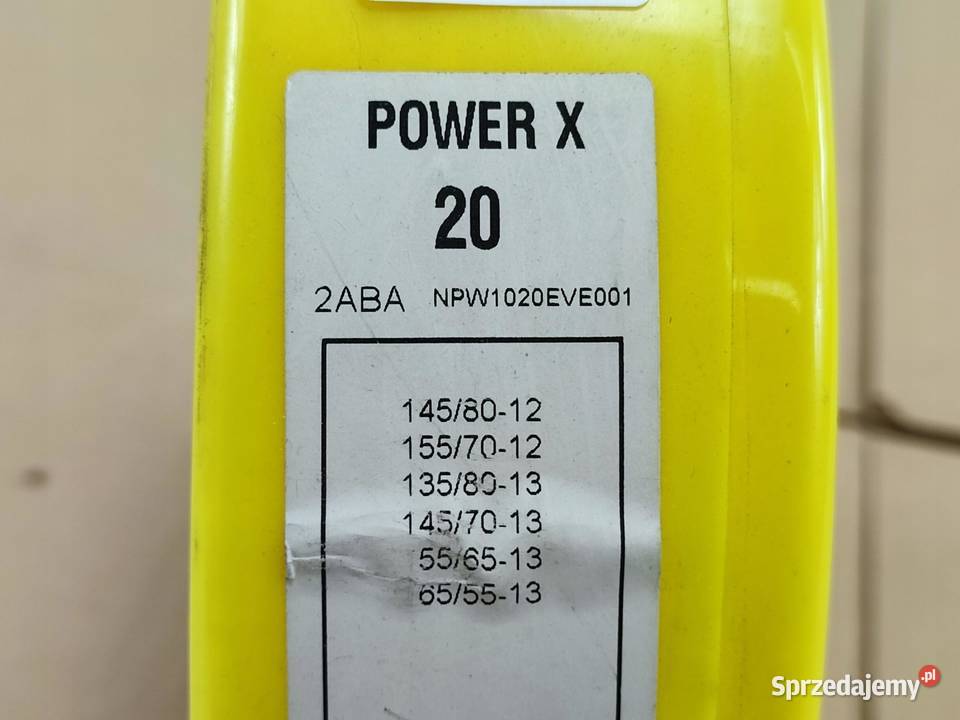 POWER X
20
2ABA NPW1020EVE001
145/80-12
155/70-12
135/80-13
145/70-13
55/65-13
65/55-13
Sprzedajemy.pl